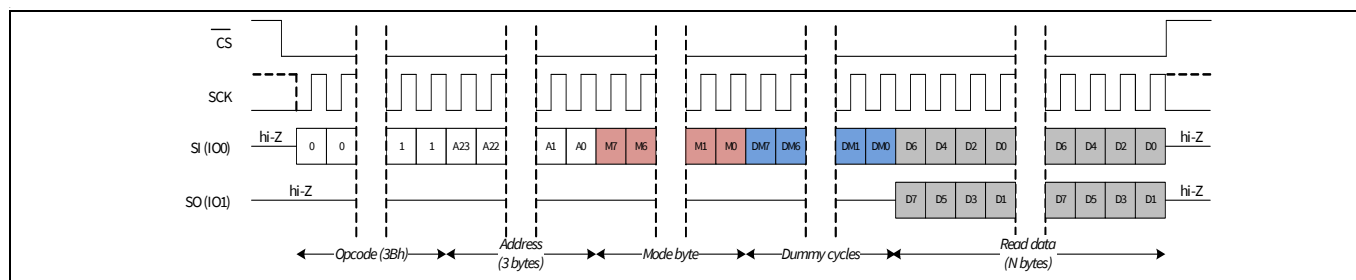 CS
SCK
SI (IO0) hi-Z 0 0 1 1 A23 A22 A1 A0 M7 M6 M1 M0 DM7 DM6 DM1 DM0 D6 D4 D2 D0 D6 D4 D2 D0 hi-Z
SO (IO1) hi-Z D7 D5 D3 D1 D7 D5 D3 D1 hi-Z
Opcode (3Bh) Address (3 bytes) Mode byte Dummy cycles Read data (N bytes)